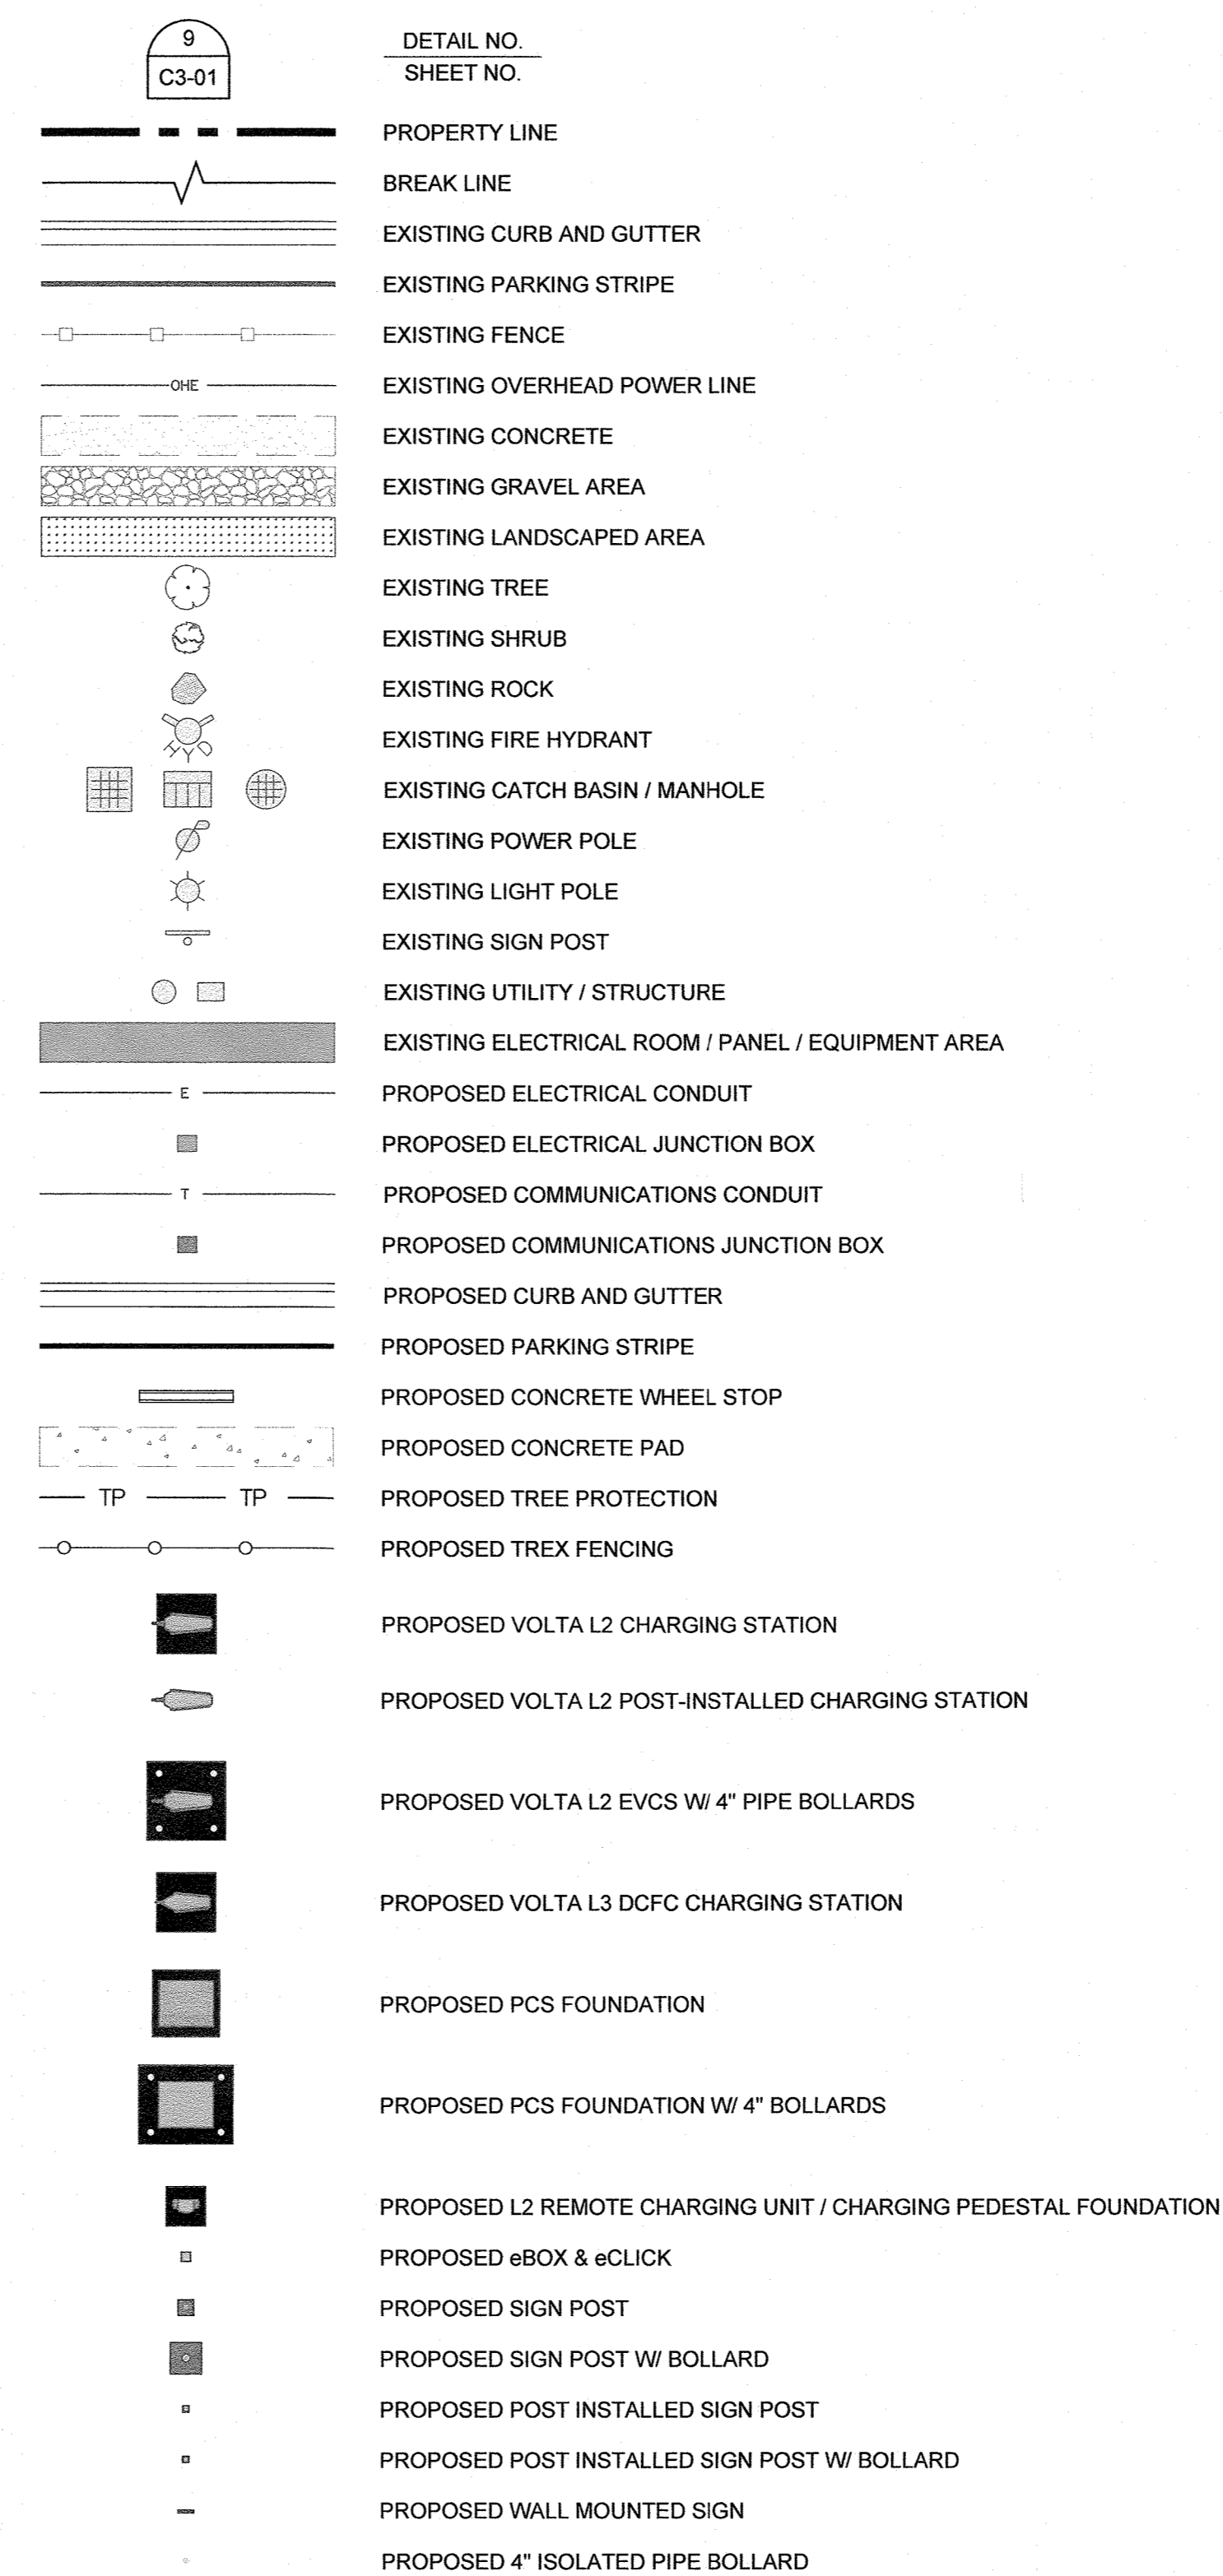 9
C3-01
DETAIL NO.
SHEET NO.
PROPERTY LINE
BREAK LINE
EXISTING CURB AND GUTTER
EXISTING PARKING STRIPE
EXISTING FENCE
OHE
EXISTING OVERHEAD POWER LINE
EXISTING CONCRETE
EXISTING GRAVEL AREA
EXISTING LANDSCAPED AREA
EXISTING TREE
EXISTING SHRUB
EXISTING ROCK
HYD
EXISTING FIRE HYDRANT
EXISTING CATCH BASIN / MANHOLE
EXISTING POWER POLE
EXISTING LIGHT POLE
EXISTING SIGN POST
EXISTING UTILITY / STRUCTURE
EXISTING ELECTRICAL ROOM / PANEL / EQUIPMENT AREA
E
PROPOSED ELECTRICAL CONDUIT
PROPOSED ELECTRICAL JUNCTION BOX
T
PROPOSED COMMUNICATIONS CONDUIT
PROPOSED COMMUNICATIONS JUNCTION BOX
PROPOSED CURB AND GUTTER
PROPOSED PARKING STRIPE
PROPOSED CONCRETE WHEEL STOP
PROPOSED CONCRETE PAD
TP TP
PROPOSED TREE PROTECTION
PROPOSED TREX FENCING
PROPOSED VOLTA L2 CHARGING STATION
PROPOSED VOLTA L2 POST-INSTALLED CHARGING STATION
PROPOSED VOLTA L2 EVCS W/ 4" PIPE BOLLARDS
PROPOSED VOLTA L3 DCFC CHARGING STATION
PROPOSED PCS FOUNDATION
PROPOSED PCS FOUNDATION W/ 4" BOLLARDS
PROPOSED L2 REMOTE CHARGING UNIT / CHARGING PEDESTAL FOUNDATION
PROPOSED eBOX & eCLICK
PROPOSED SIGN POST
PROPOSED SIGN POST W/ BOLLARD
PROPOSED POST INSTALLED SIGN POST
PROPOSED POST INSTALLED SIGN POST W/ BOLLARD
PROPOSED WALL MOUNTED SIGN
PROPOSED 4" ISOLATED PIPE BOLLARD